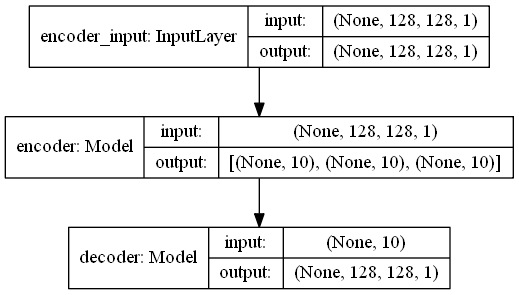 encoder_input: InputLayer
input: (None, 128, 128, 1)
output: (None, 128, 128, 1)
encoder: Model
input: (None, 128, 128, 1)
output: [(None, 10), (None, 10), (None, 10)]
decoder: Model
input: (None, 10)
output: (None, 128, 128, 1)